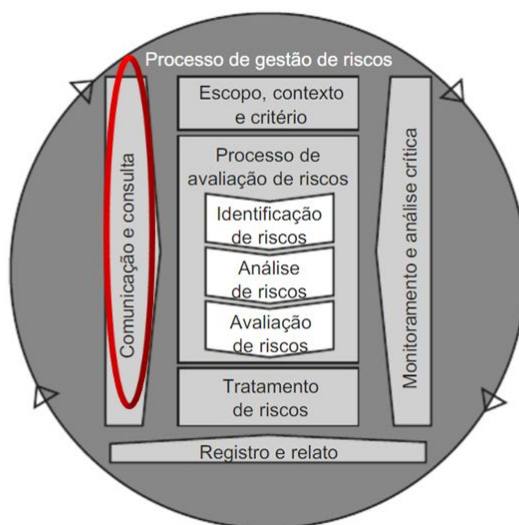 Processo de gestão de riscos
Comunicação e consulta
Escopo, contexto
e critério
Processo de
avaliação de riscos
Identificação
de riscos
Análise
de riscos
Avaliação
de riscos
Tratamento
de riscos
Monitoramento e análise crítica
Registro e relato